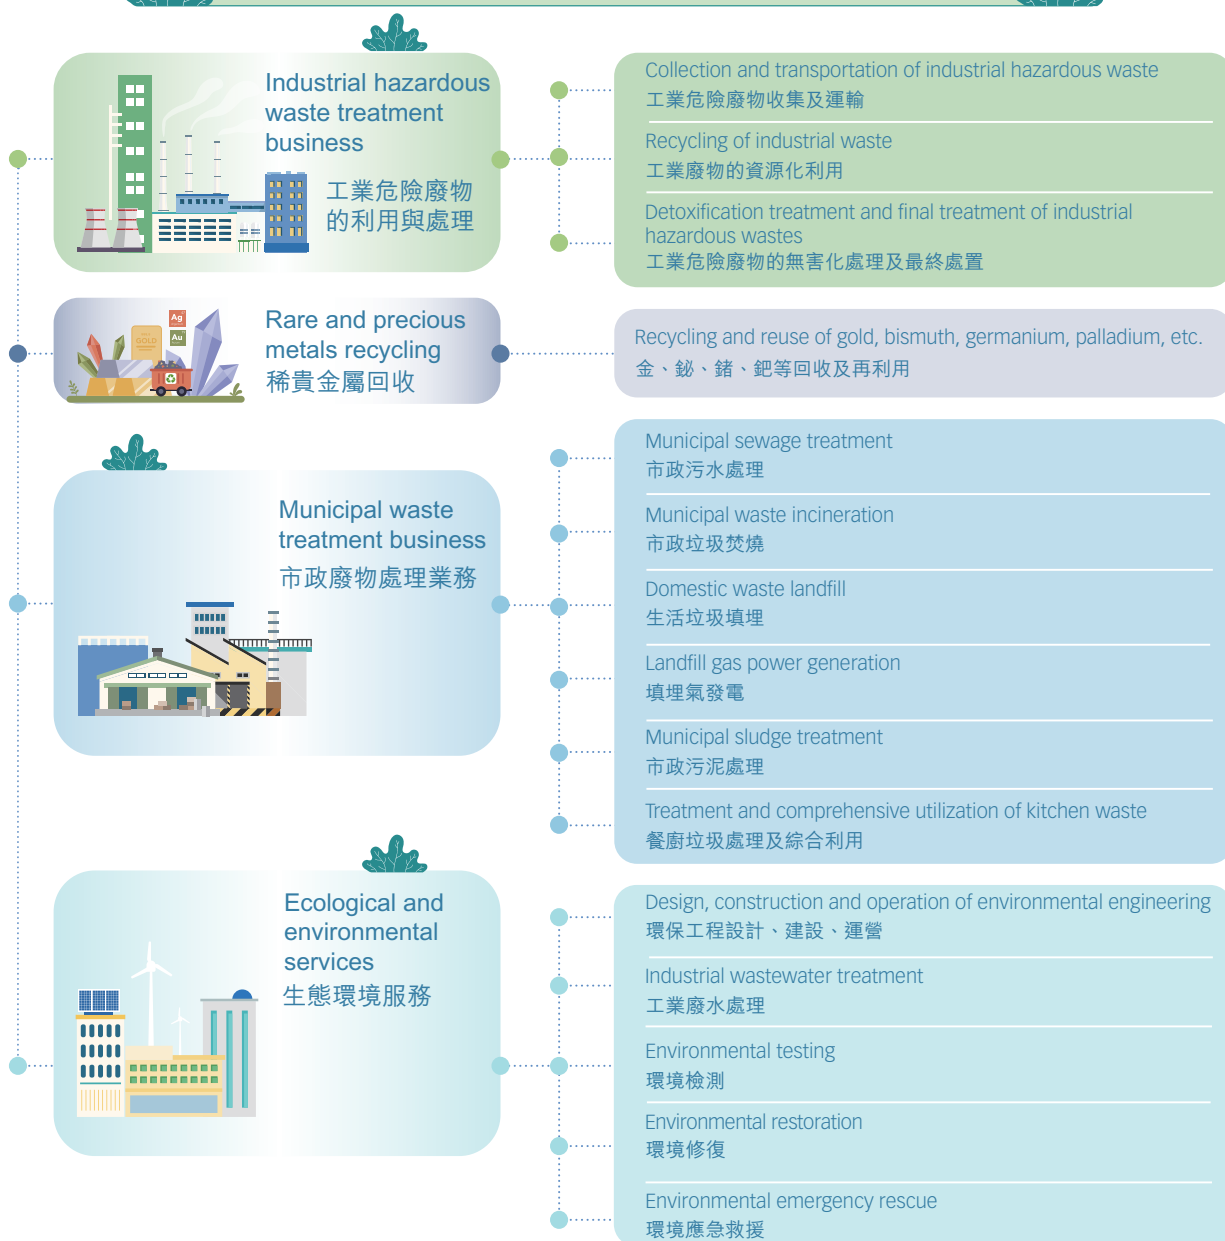 Industrial hazardous
waste treatment
business
工業危險廢物
的利用與處理
Collection and transportation of industrial hazardous waste
工業危險廢物收集及運輸
Recycling of industrial waste
工業廢物的資源化利用
Detoxification treatment and final treatment of industrial
hazardous wastes
工業危險廢物的無害化處理及最終處置
Ag
Au
GOLD
Rare and precious
metals recycling
稀貴金屬回收
Recycling and reuse of gold, bismuth, germanium, palladium, etc.
金、鉍、鍺、鈀等回收及再利用
Municipal waste
treatment business
市政廢物處理業務
Municipal sewage treatment
市政污水處理
Municipal waste incineration
市政垃圾焚燒
Domestic waste landfill
生活垃圾填埋
Landfill gas power generation
填埋氣發電
Municipal sludge treatment
市政污泥處理
Treatment and comprehensive utilization of kitchen waste
餐廚垃圾處理及綜合利用
Ecological and
environmental
services
生態環境服務
Design, construction and operation of environmental engineering
環保工程設計、建設、運營
Industrial wastewater treatment
工業廢水處理
Environmental testing
環境檢測
Environmental restoration
環境修復
Environmental emergency rescue
環境應急救援